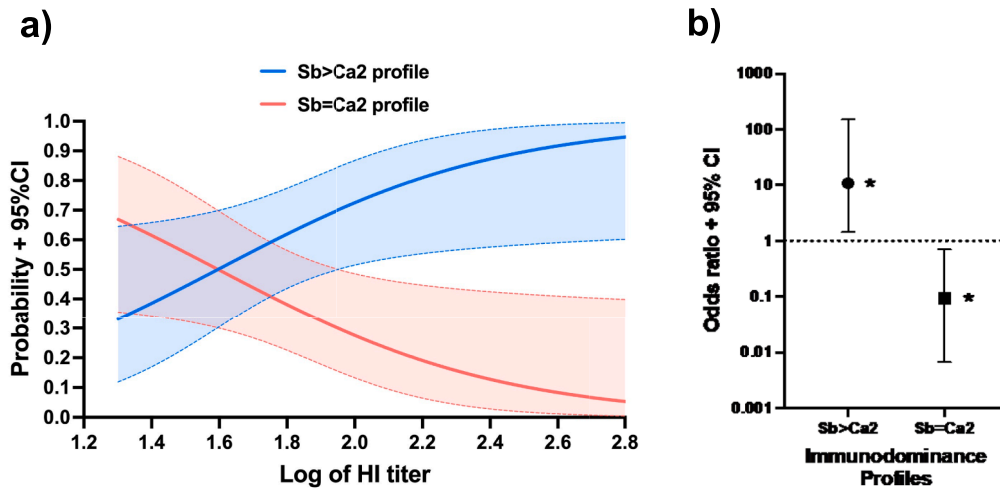 a)
Sb>Ca2 profile
Sb=Ca2 profile
Probability + 95%CI
1.0
0.9
0.8
0.7
0.6
0.5
0.4
0.3
0.2
0.1
0.0
1.2 1.4 1.6 1.8 2.0 2.2 2.4 2.6 2.8
Log of HI titer
b)
Odds ratio + 95% CI
1000
100
10
1
0.1
0.01
0.001
*
*
Sb>Ca2 Sb=Ca2
Immunodominance
Profiles